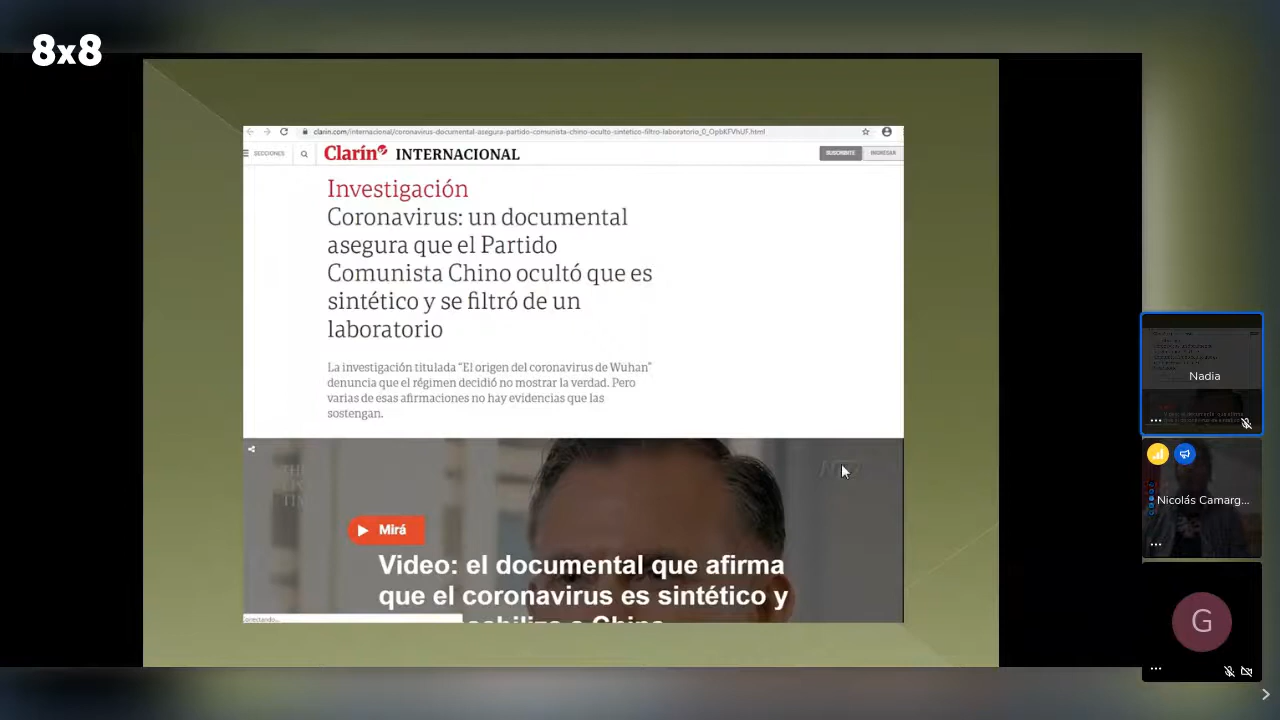 8x8
clarin.com/internacional/coronavirus-documental-asegura-partido-comunista-chino-oculto-sintetico-filtro-laboratorio_0_OpbKFVhUF.html
SECCIONES
Clarín INTERNACIONAL
SUSCRIBITE
INGRESAR
Investigación
Coronavirus: un documental
asegura que el Partido
Comunista Chino ocultó que es
sintético y se filtró de un
laboratorio
La investigación titulada “El origen del coronavirus de Wuhan”
denuncia que el régimen decidió no mostrar la verdad. Pero
varias de esas afirmaciones no hay evidencias que las
sostengan.
NTD
Mirá
Video: el documental que afirma
que el coronavirus es sintético y
Nadia
Nicolás Camarg...
G